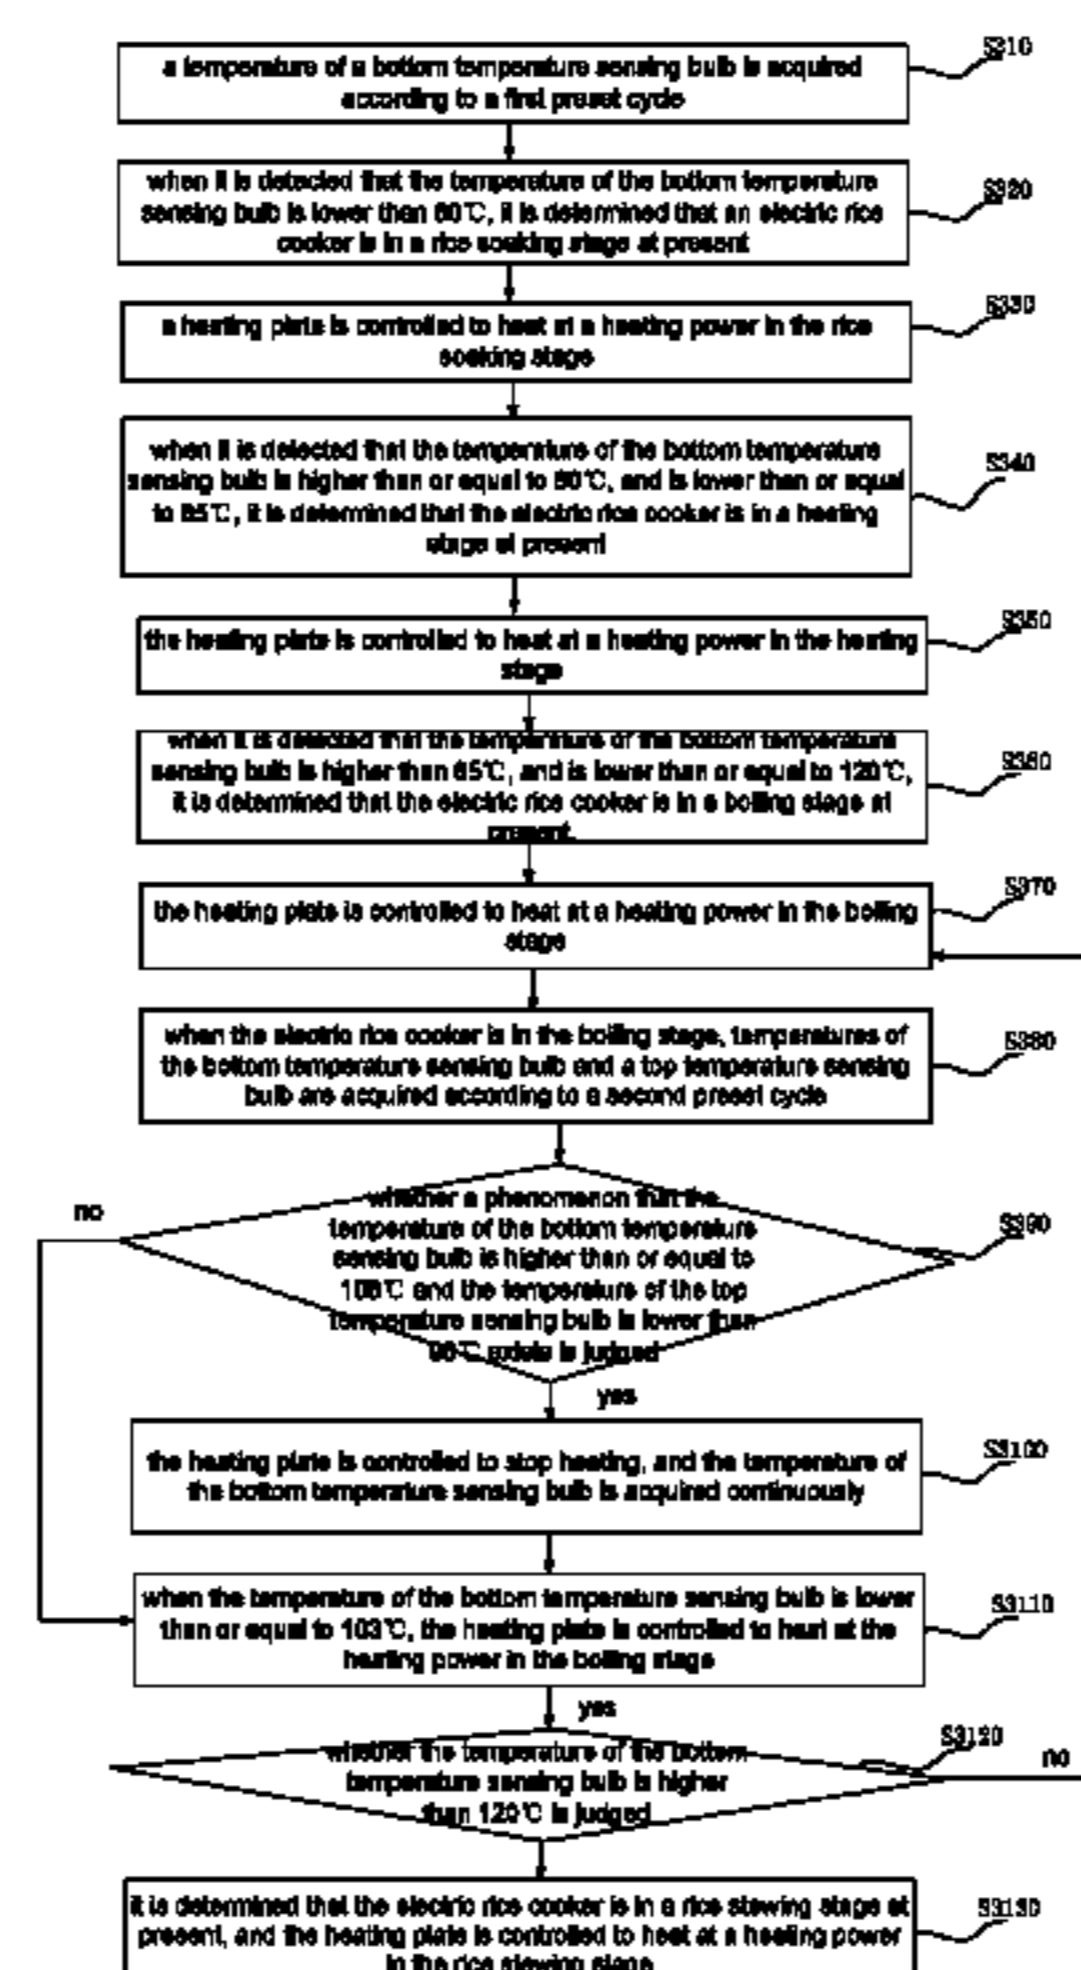 S310
a temperature of a bottom temperature sensing bulb is acquired
according to a first preset cycle
S320
when it is detected that the temperature of the bottom temperature
sensing bulb is lower than 60℃, it is determined that an electric rice
cooker is in a rice soaking stage at present
S330
a heating plate is controlled to heat at a heating power in the rice
soaking stage
S340
when it is detected that the temperature of the bottom temperature
sensing bulb is higher than or equal to 60℃, and is lower than or equal
to 85℃, it is determined that the electric rice cooker is in a heating
stage at present
S350
the heating plate is controlled to heat at a heating power in the heating
stage
S360
when it is detected that the temperature of the bottom temperature
sensing bulb is higher than 85℃, and is lower than or equal to 120℃,
it is determined that the electric rice cooker is in a boiling stage at
present.
S370
the heating plate is controlled to heat at a heating power in the boiling
stage
S380
when the electric rice cooker is in the boiling stage, temperatures of
the bottom temperature sensing bulb and a top temperature sensing
bulb are acquired according to a second preset cycle
no
S390
whether a phenomenon that the
temperature of the bottom temperature
sensing bulb is higher than or equal to
and the temperature of the top
temperature sensing bulb is lower than
exists is judged
yes
S3100
the heating plate is controlled to stop heating, and the temperature of
the bottom temperature sensing bulb is acquired continuously
S3110
when the temperature of the bottom temperature sensing bulb is lower
than or equal to 103℃, the heating plate is controlled to heat at the
heating power in the boiling stage
yes
S3120
no
whether the temperature of the bottom
temperature sensing bulb is higher
than 120℃ is judged
S3130
it is determined that the electric rice cooker is in a rice stewing stage at
present, and the heating plate is controlled to heat at a heating power
in the rice stewing stage